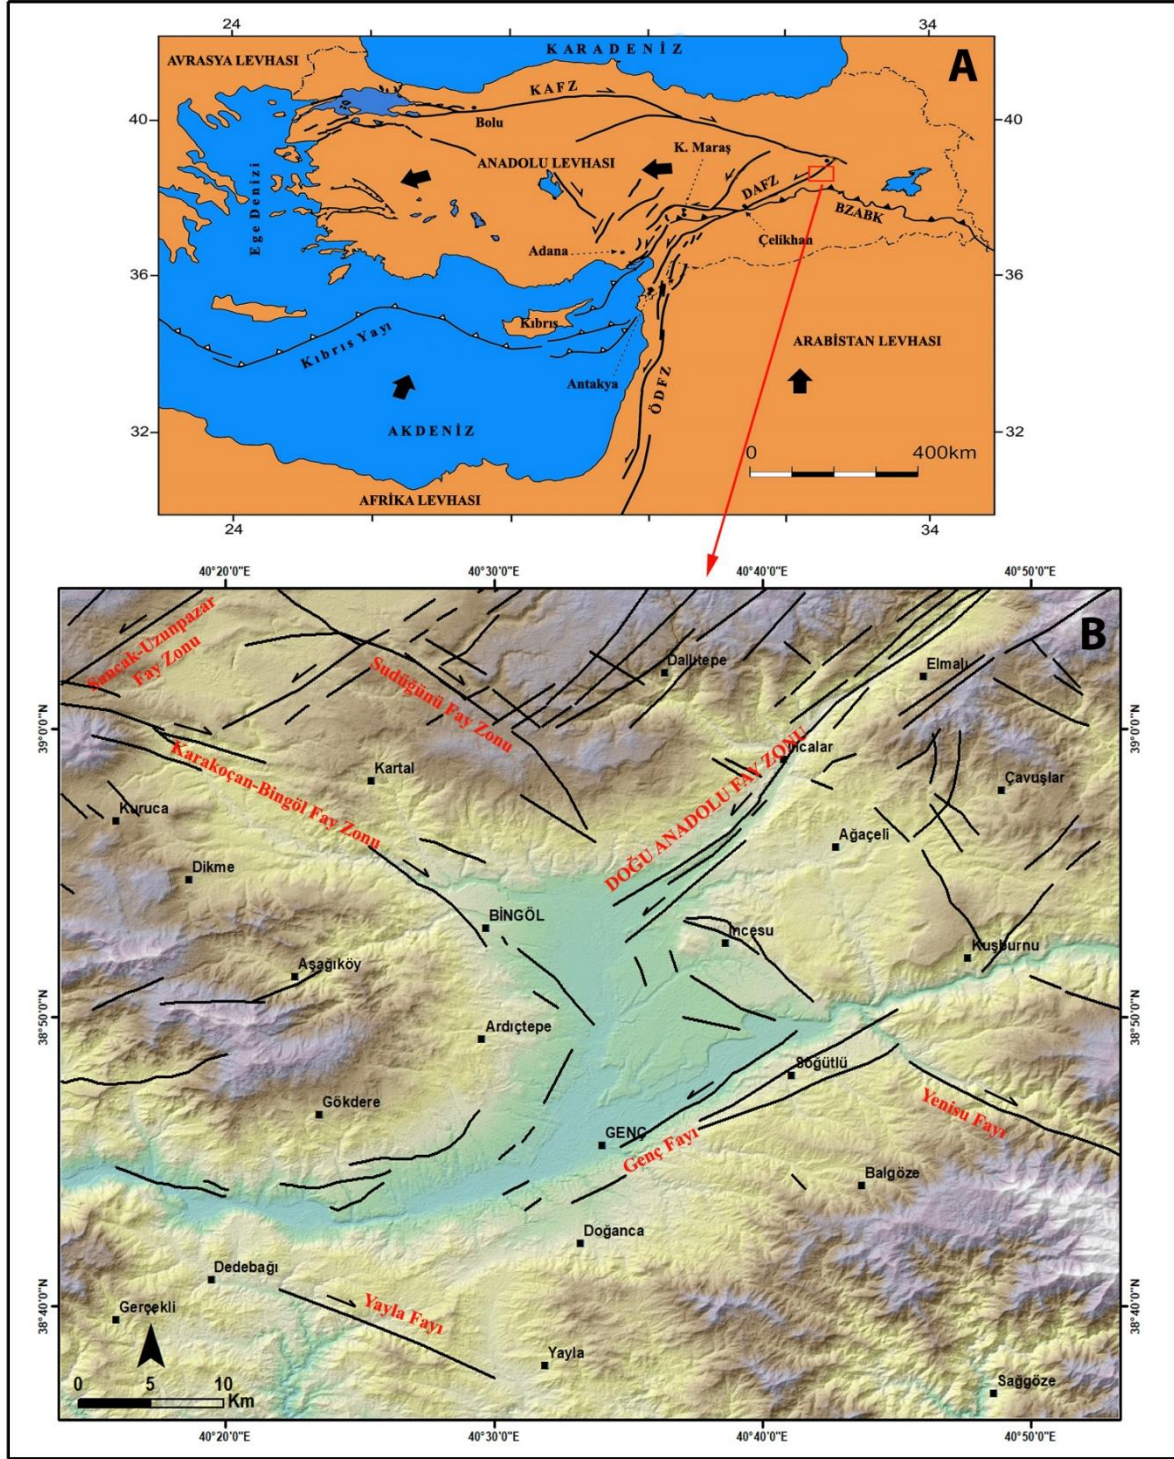 24
34
KARADENİZ
AVRASYA LEVHASI
A
KAFZ
40
40
Bolu
K. Maraş
ANADOLU LEVHASI
DAFZ
BZABK
Ege Denizi
Çelikhan
Adana
36
36
Kıbrıs
Kıbrıs Yayı
ARABİSTAN LEVHASI
Antakya
ÖDFZ
32
AKDENİZ
32
0
400km
AFRİKA LEVHASI
24
34
40°20'0"E
40°30'0"E
40°40'0"E
40°50'0"E
B
Sancak-Uzunpazar
Fay Zonu
Dallıtepe
Elmalı
Sudüğünü Fay Zonu
39°0'0"N
39°0'0"N
Karakoçan-Bingöl Fay Zonu
DOĞU ANADOLU FAY ZONU
Kartal
Çavuşlar
Kuruca
Ağaçeli
Dikme
BİNGÖL
İncesu
Kuşburnu
Aşağıköy
38°50'0"N
38°50'0"N
Ardıçtepe
Söğütlü
Gökdere
Yenisu Fayı
GENÇ
Genç Fayı
Balgöze
Doğanca
Dedebağı
Gerçekli
Yayla Fayı
38°40'0"N
38°40'0"N
Yayla
Sağgöze
0
5
10
Km
40°20'0"E
40°30'0"E
40°40'0"E
40°50'0"E